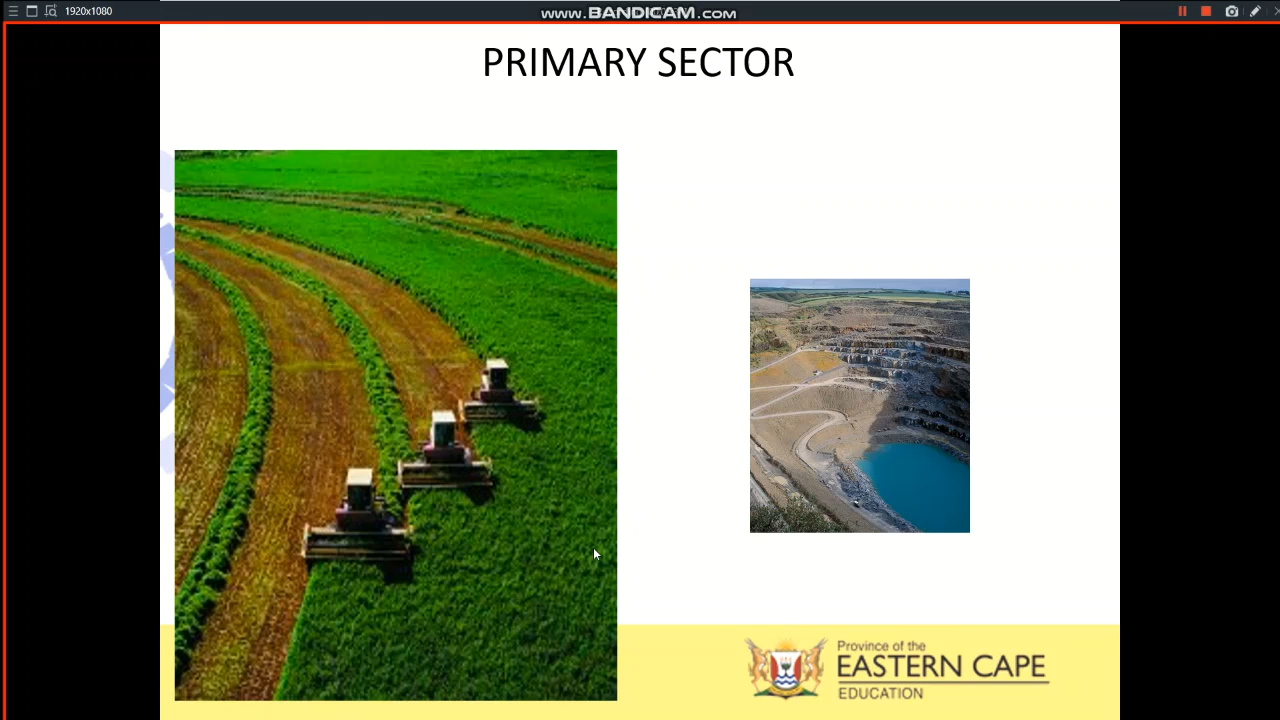 1920x1080
WWW.BANDICAM.COM
PRIMARY SECTOR
Province of the
EASTERN CAPE
EDUCATION